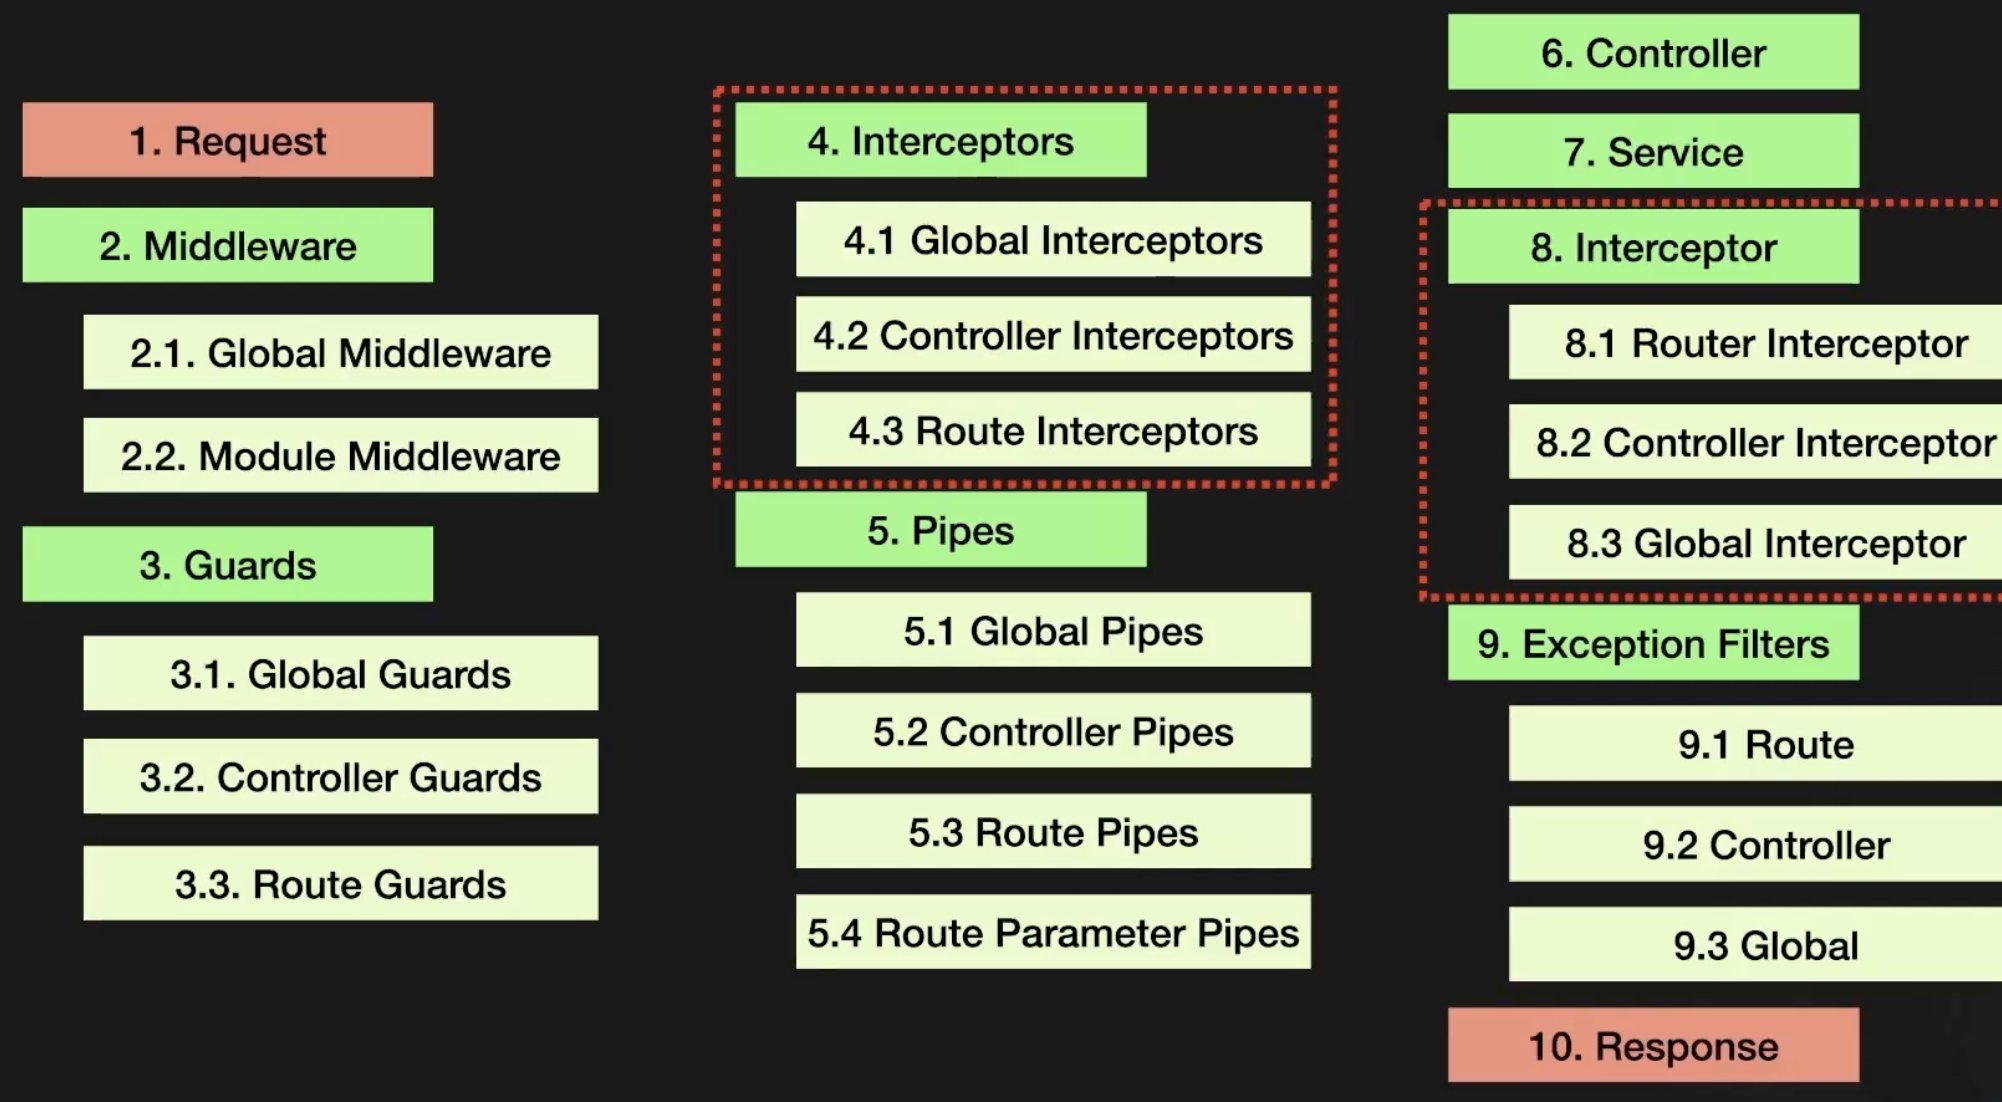 1. Request
2. Middleware
2.1. Global Middleware
2.2. Module Middleware
3. Guards
3.1. Global Guards
3.2. Controller Guards
3.3. Route Guards
4. Interceptors
4.1 Global Interceptors
4.2 Controller Interceptors
4.3 Route Interceptors
5. Pipes
5.1 Global Pipes
5.2 Controller Pipes
5.3 Route Pipes
5.4 Route Parameter Pipes
6. Controller
7. Service
8. Interceptor
8.1 Router Interceptor
8.2 Controller Interceptor
8.3 Global Interceptor
9. Exception Filters
9.1 Route
9.2 Controller
9.3 Global
10. Response